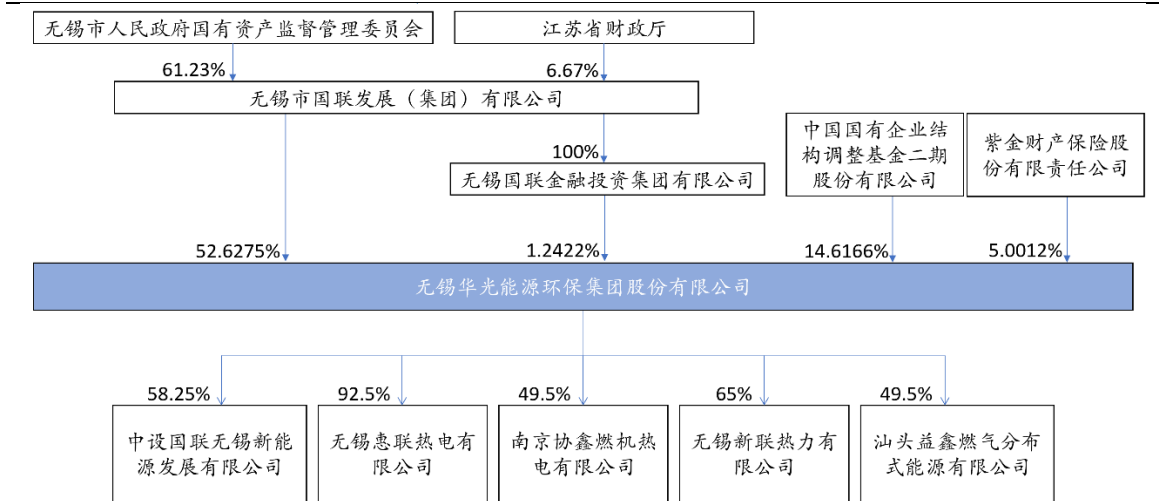 无锡市人民政府国有资产监督管理委员会
江苏省财政厅
61.23%
6.67%
无锡市国联发展（集团）有限公司
100%
无锡国联金融投资集团有限公司
中国国有企业结
构调整基金二期
股份有限公司
紫金财产保险股
份有限责任公司
52.6275%
1.2422%
14.6166%
5.0012%
无锡华光能源环保集团股份有限公司
58.25%
92.5%
49.5%
65%
49.5%
中设国联无锡新能
源发展有限公司
无锡惠联热电有
限公司
南京协鑫燃机热
电有限公司
无锡新联热力有
限公司
汕头益鑫燃气分布
式能源有限公司